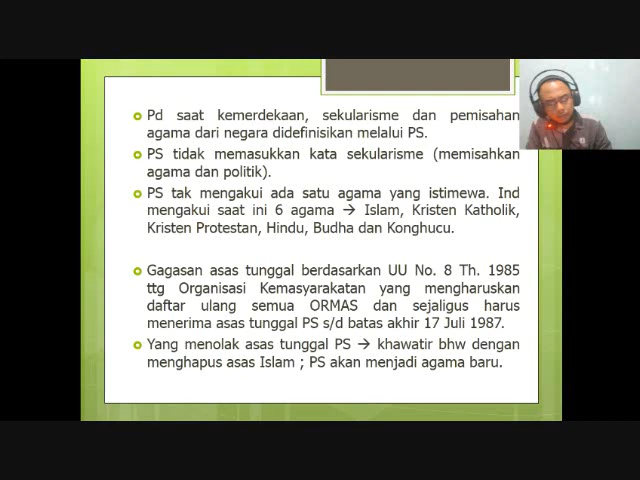 Pd saat kemerdekaan, sekularisme dan pemisahan
agama dari negara didefinisikan melalui PS.
PS tidak memasukkan kata sekularisme (memisahkan
agama dan politik).
PS tak mengakui ada satu agama yang istimewa. Ind
mengakui saat ini 6 agama → Islam, Kristen Katholik,
Kristen Protestan, Hindu, Budha dan Konghucu.
Gagasan asas tunggal berdasarkan UU No. 8 Th. 1985
ttg Organisasi Kemasyarakatan yang mengharuskan
daftar ulang semua ORMAS dan sejaligus harus
menerima asas tunggal PS s/d batas akhir 17 Juli 1987.
Yang menolak asas tunggal PS → khawatir bhw dengan
menghapus asas Islam ; PS akan menjadi agama baru.